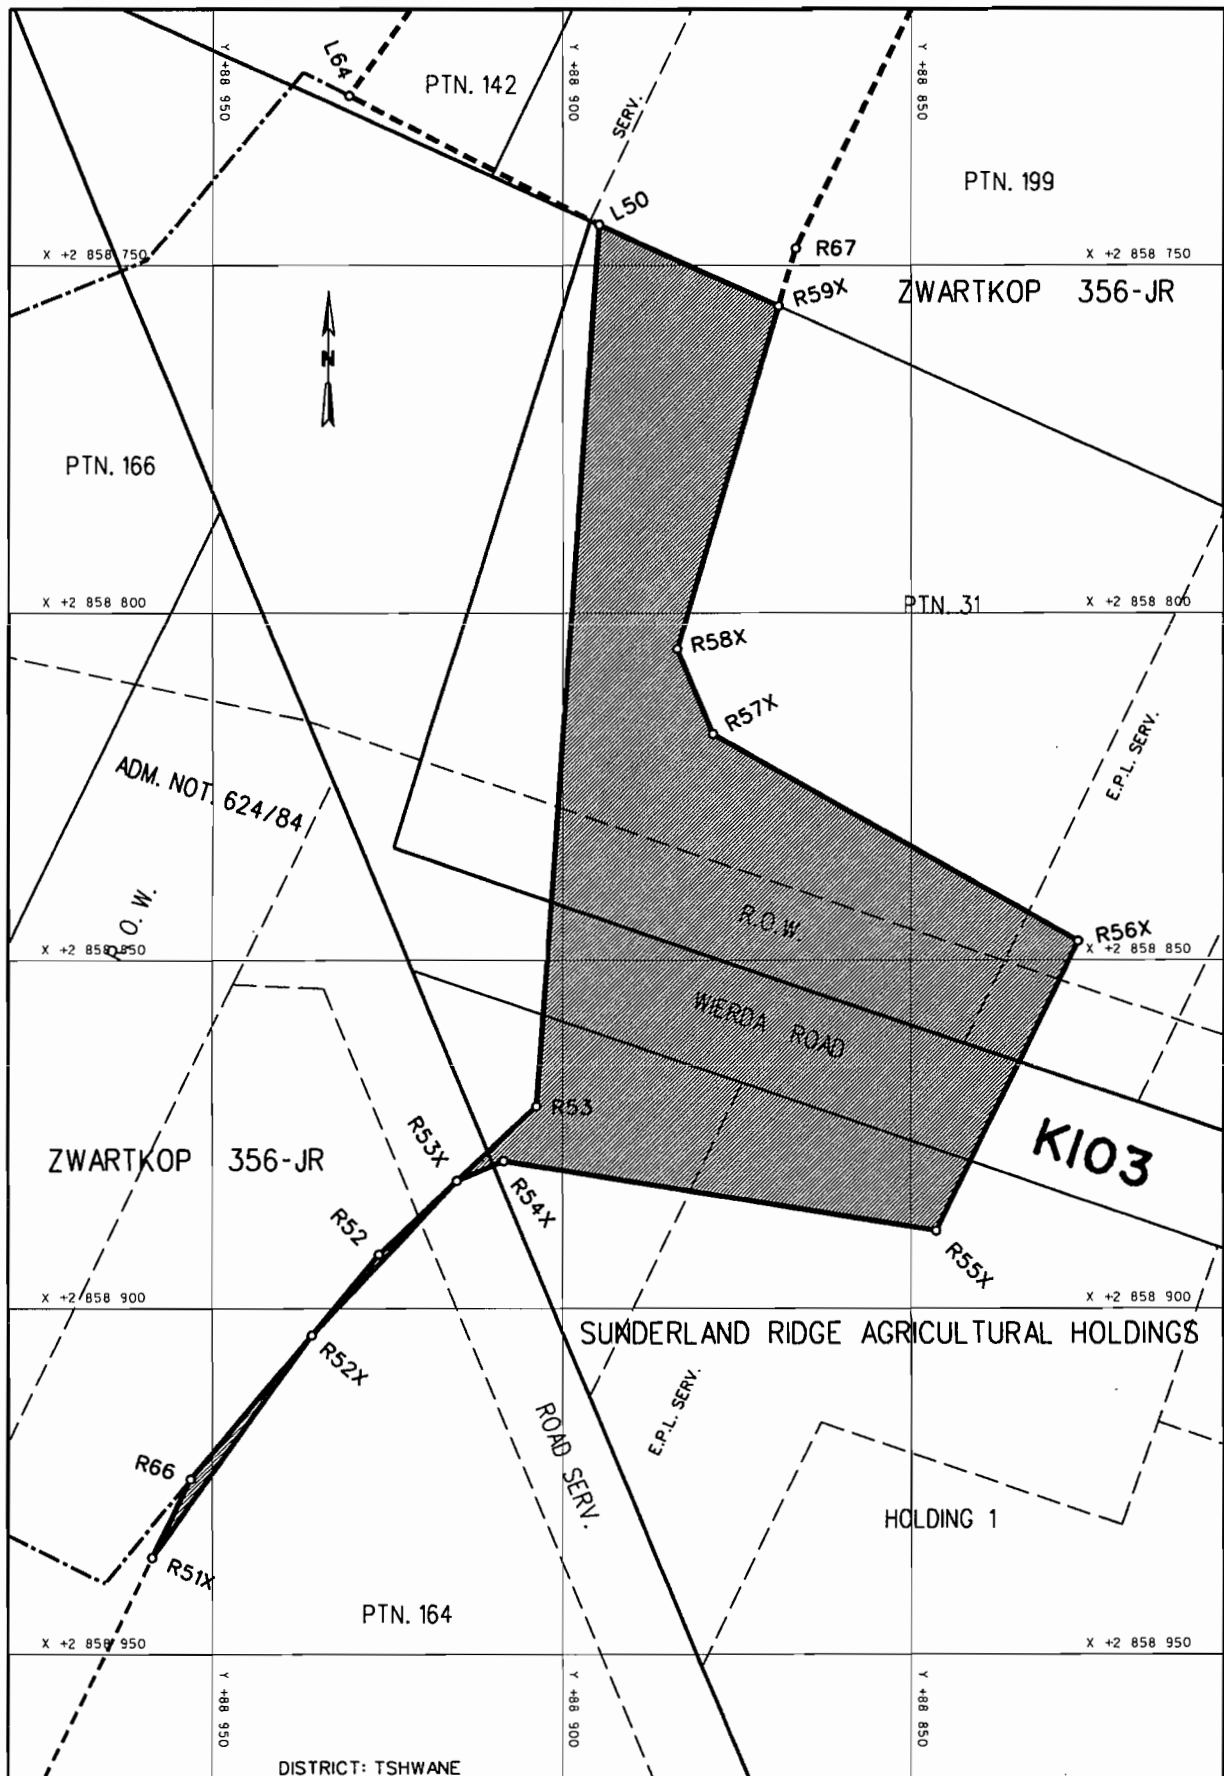 Y +88 950
Y +88 900
Y +88 850
L64
PTN. 142
SERV.
PTN. 199
L50
R67
X +2 858 750
X +2 858 750
R59X
ZWARTKOP 356-JR
N
PTN. 166
X +2 858 800
PTN. 31
X +2 858 800
R58X
R57X
E.P.L. SERV.
ADM. NOT. 624/84
R.O.W.
R.O.W.
R56X
X +2 858 850
X +2 858 850
WIERDA ROAD
R53
K103
R53X
ZWARTKOP 356-JR
R54X
R52
R55X
X +2 858 900
X +2 858 900
SUNDERLAND RIDGE AGRICULTURAL HOLDINGS
R52X
E.P.L. SERV.
ROAD SERV.
R66
HOLDING 1
R51X
PTN. 164
X +2 858 950
X +2 858 950
Y +88 950
Y +88 900
Y +88 850
DISTRICT: TSHWANE